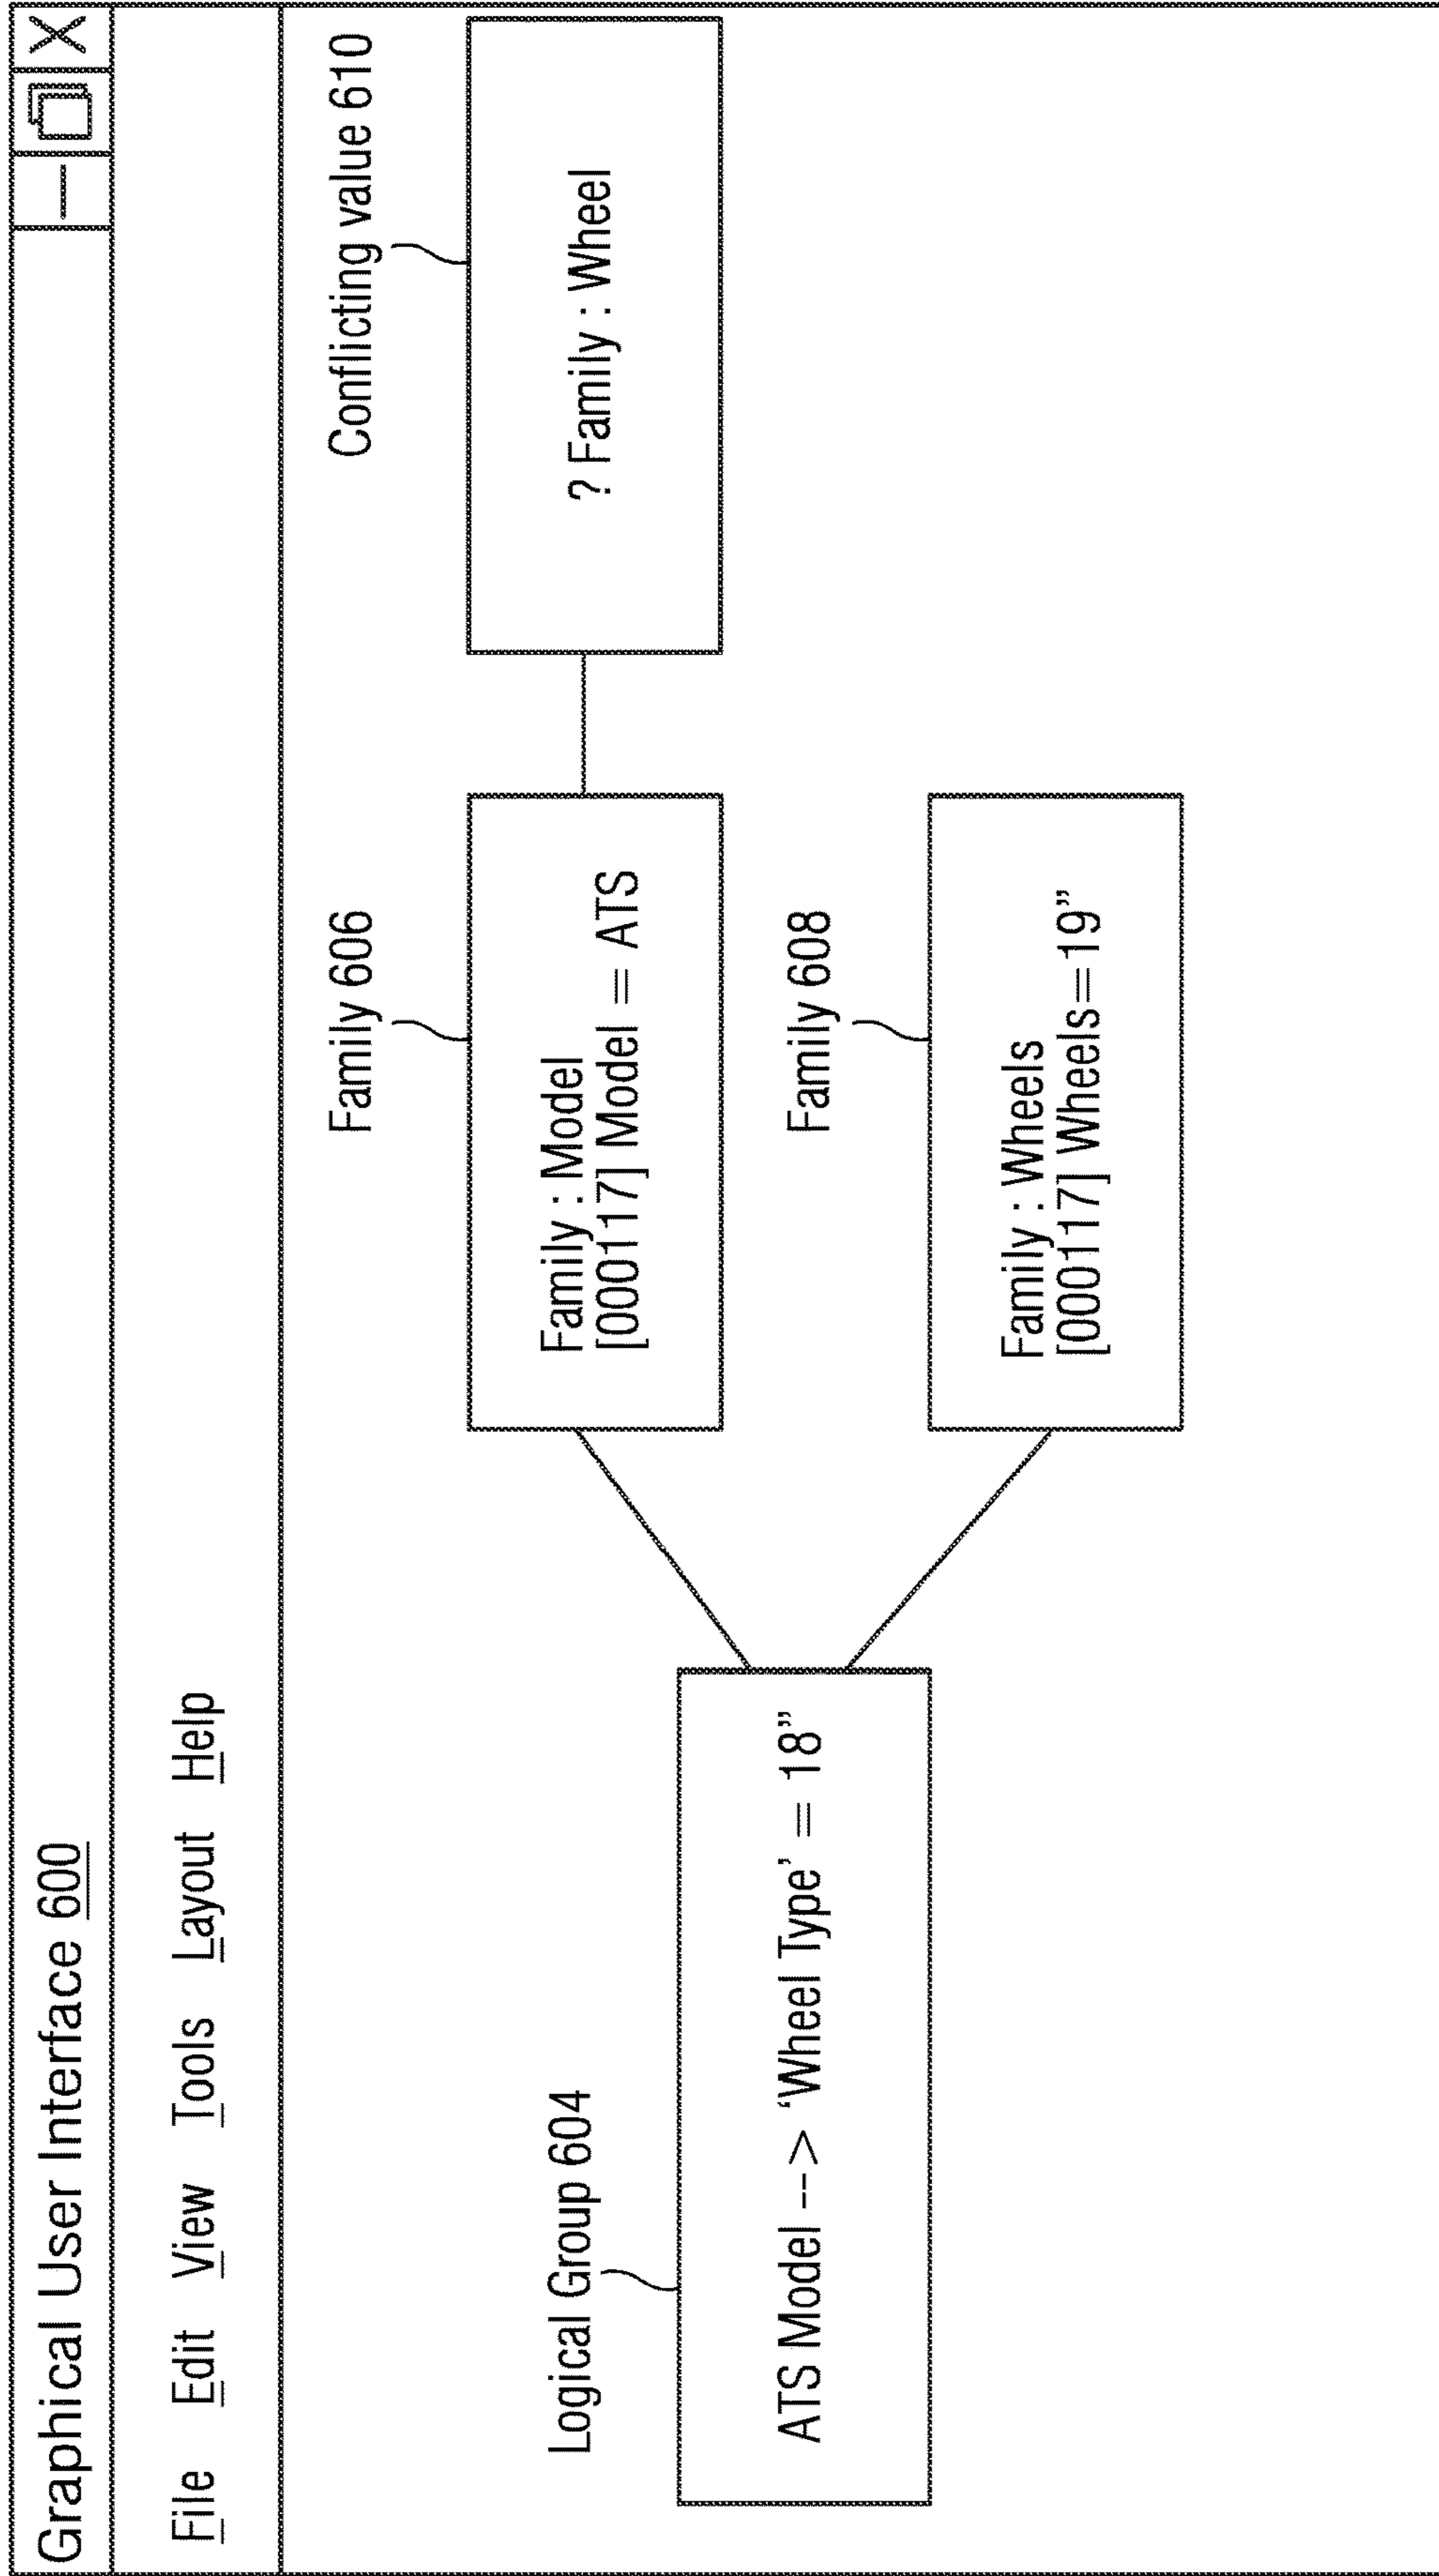 Graphical User Interface 600
File Edit View Tools Layout Help
Logical Group 604
ATS Model --> ‘Wheel Type’ = 18”
Family 606
Family : Model
[000117] Model = ATS
Family 608
Family : Wheels
[000117] Wheels=19”
Conflicting value 610
? Family : Wheel